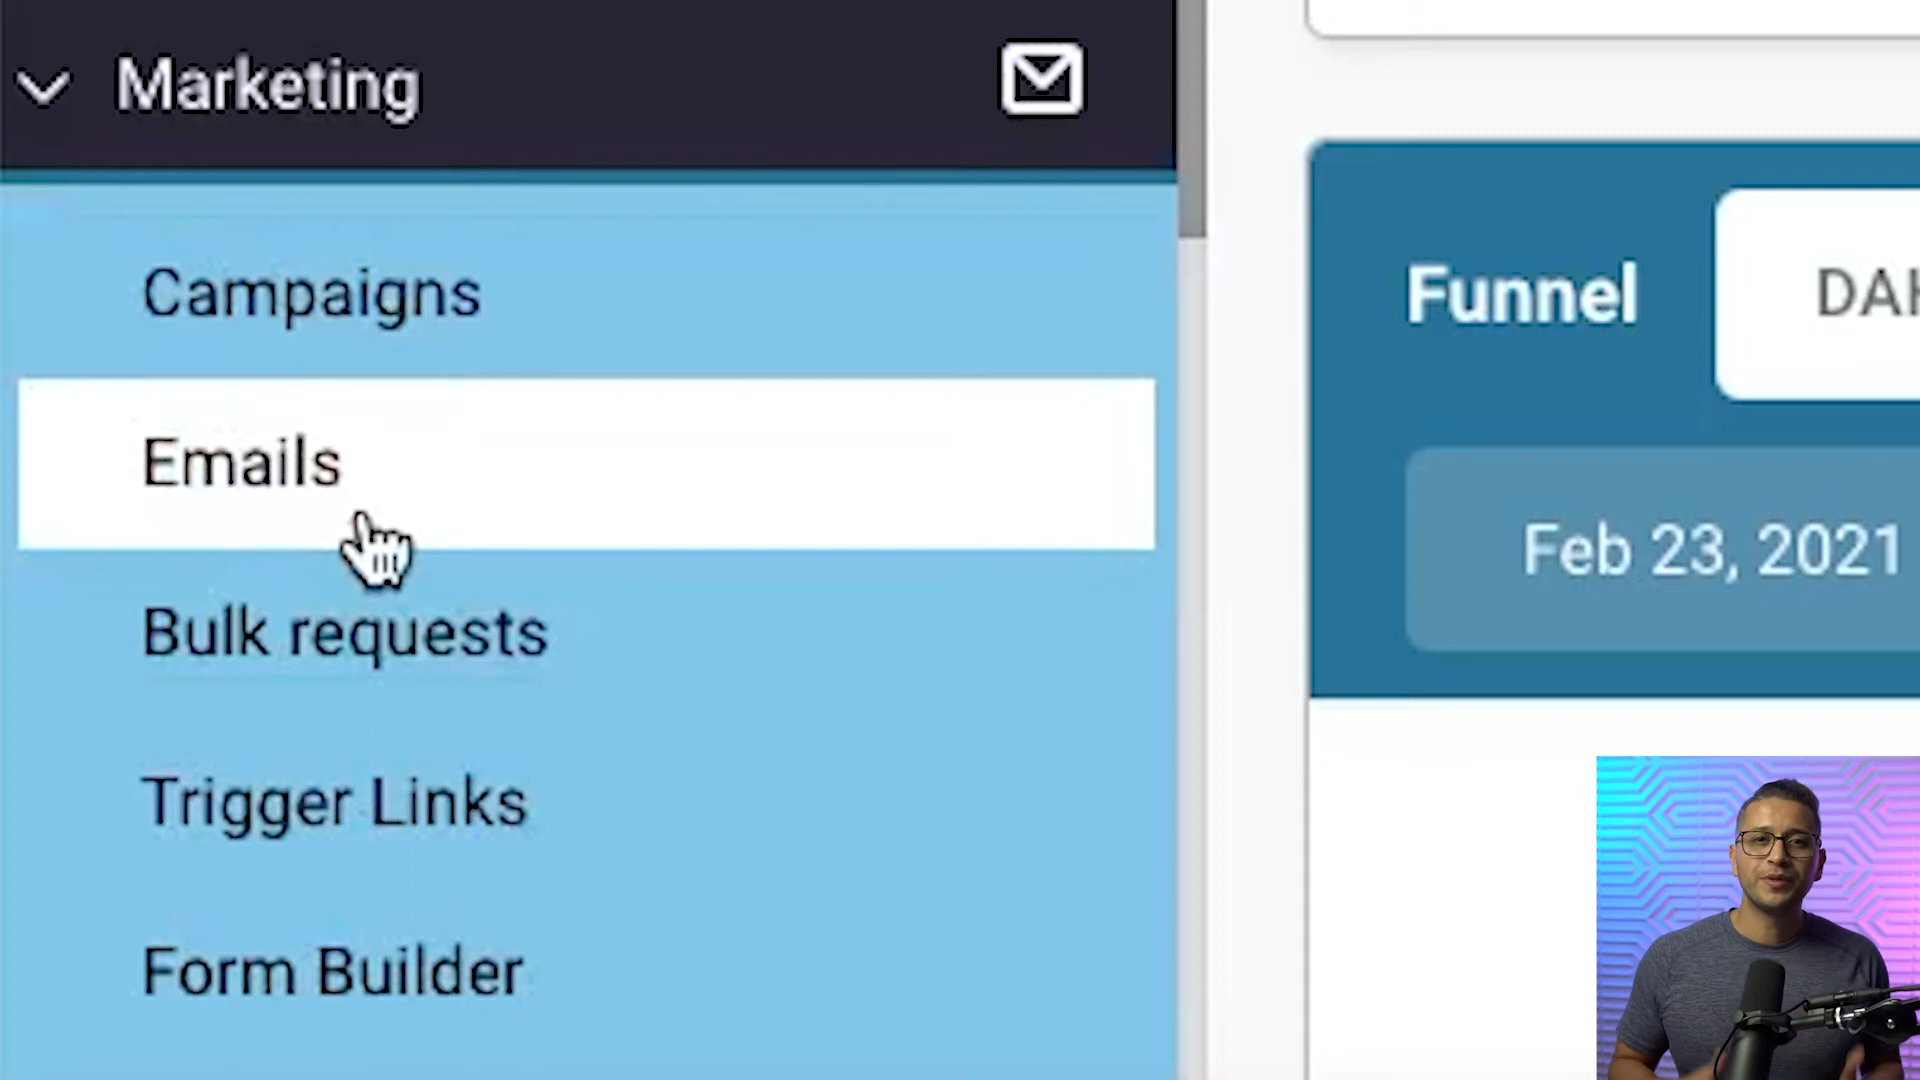 Marketing
Campaigns
Emails
Bulk requests
Trigger Links
Form Builder
Funnel
Feb 23, 2021